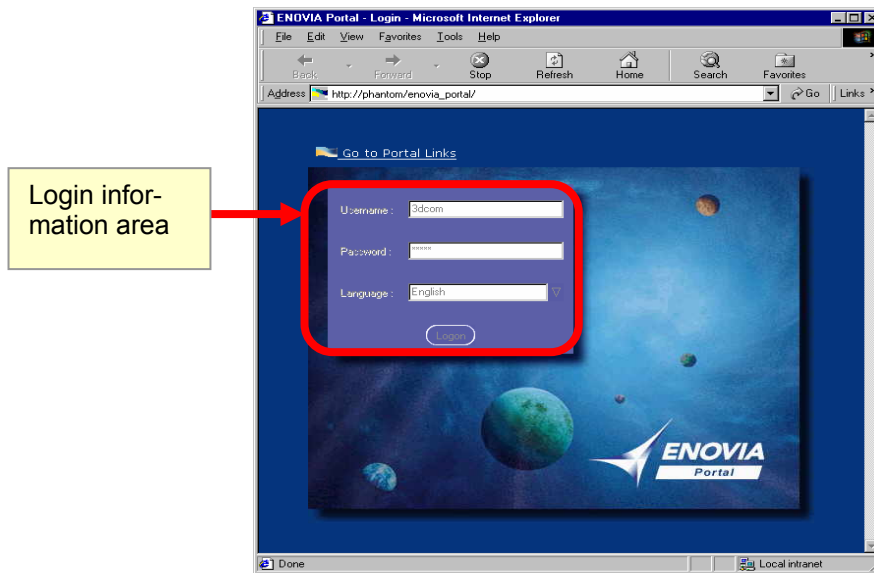 ENOVIA Portal - Login - Microsoft Internet Explorer
File Edit View Favorites Tools Help
Back Forward Stop Refresh Home Search Favorites »
Address http://phantom/enovia_portal/ Go Links »
Go to Portal Links
Login infor-
mation area
Username : 3dcom
Password : *****
Language : English
Logon
ENOVIA
Portal
Done Local intranet